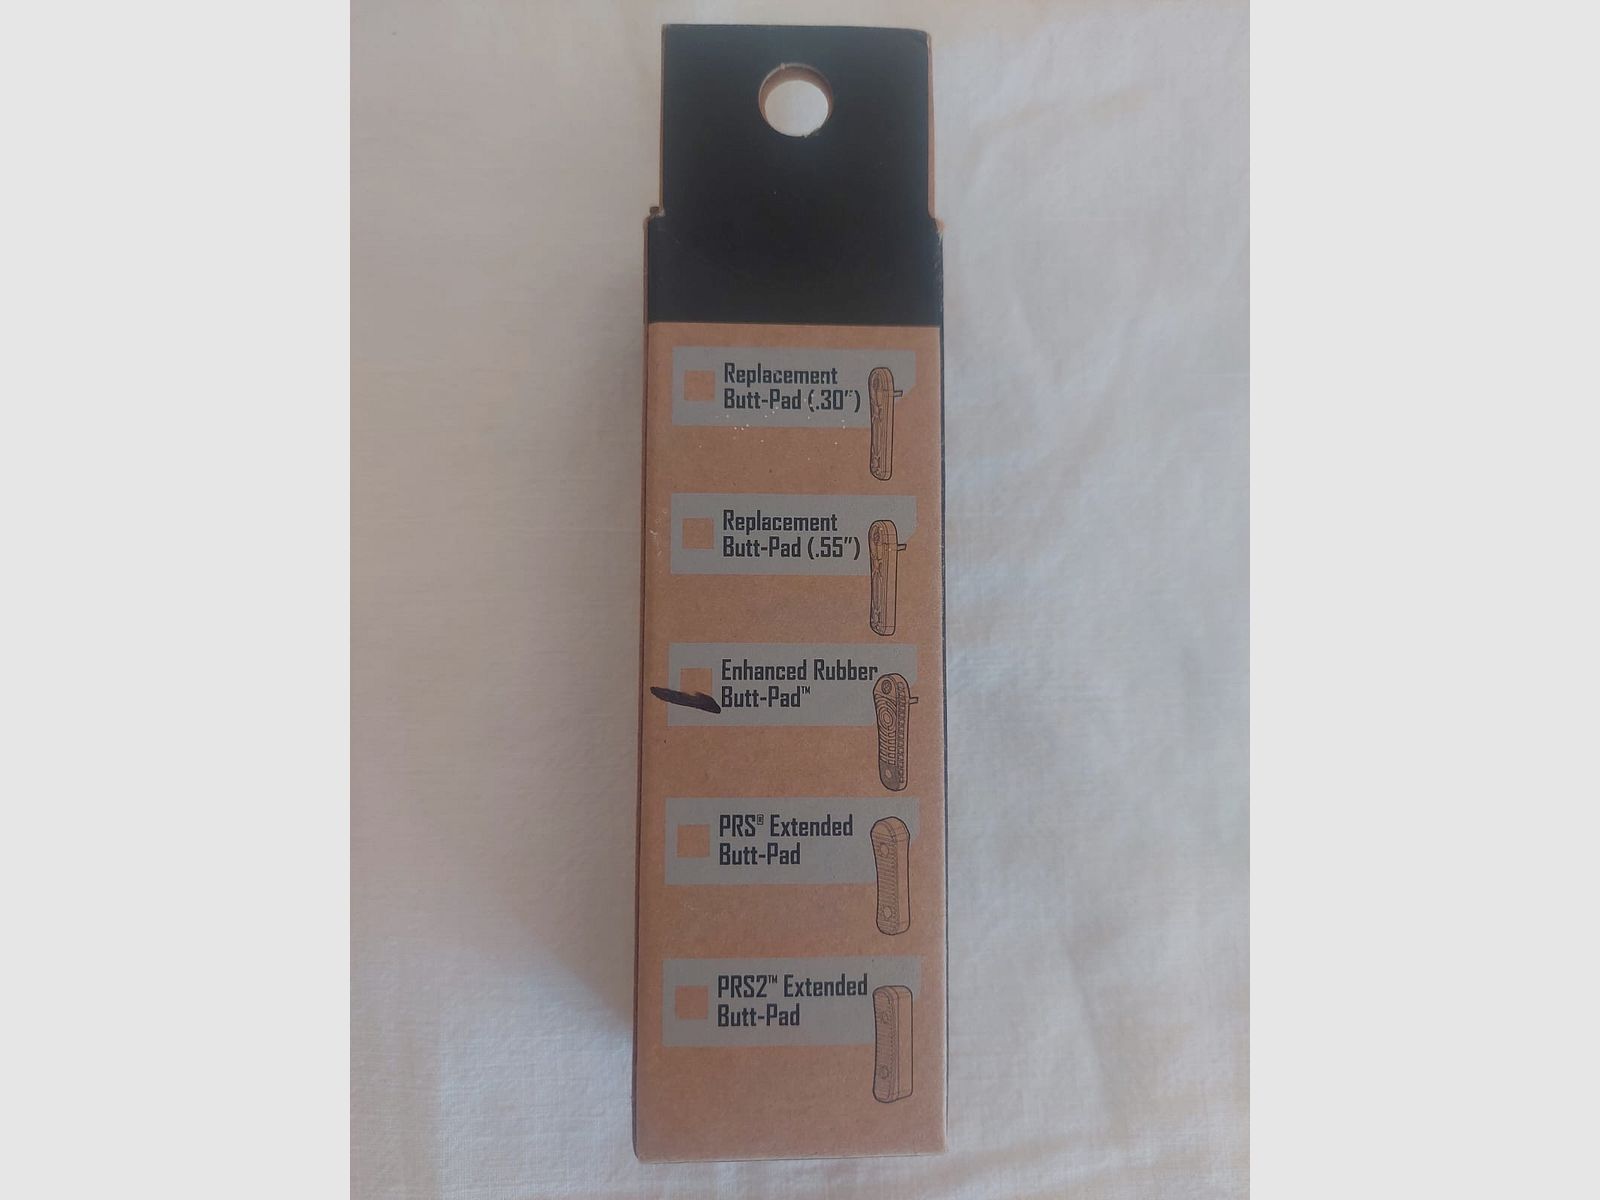 Replacement
Butt-Pad (.30")
Replacement
Butt-Pad (.55")
Enhanced Rubber
Butt-Pad™
PRS® Extended
Butt-Pad
PRS2™ Extended
Butt-Pad